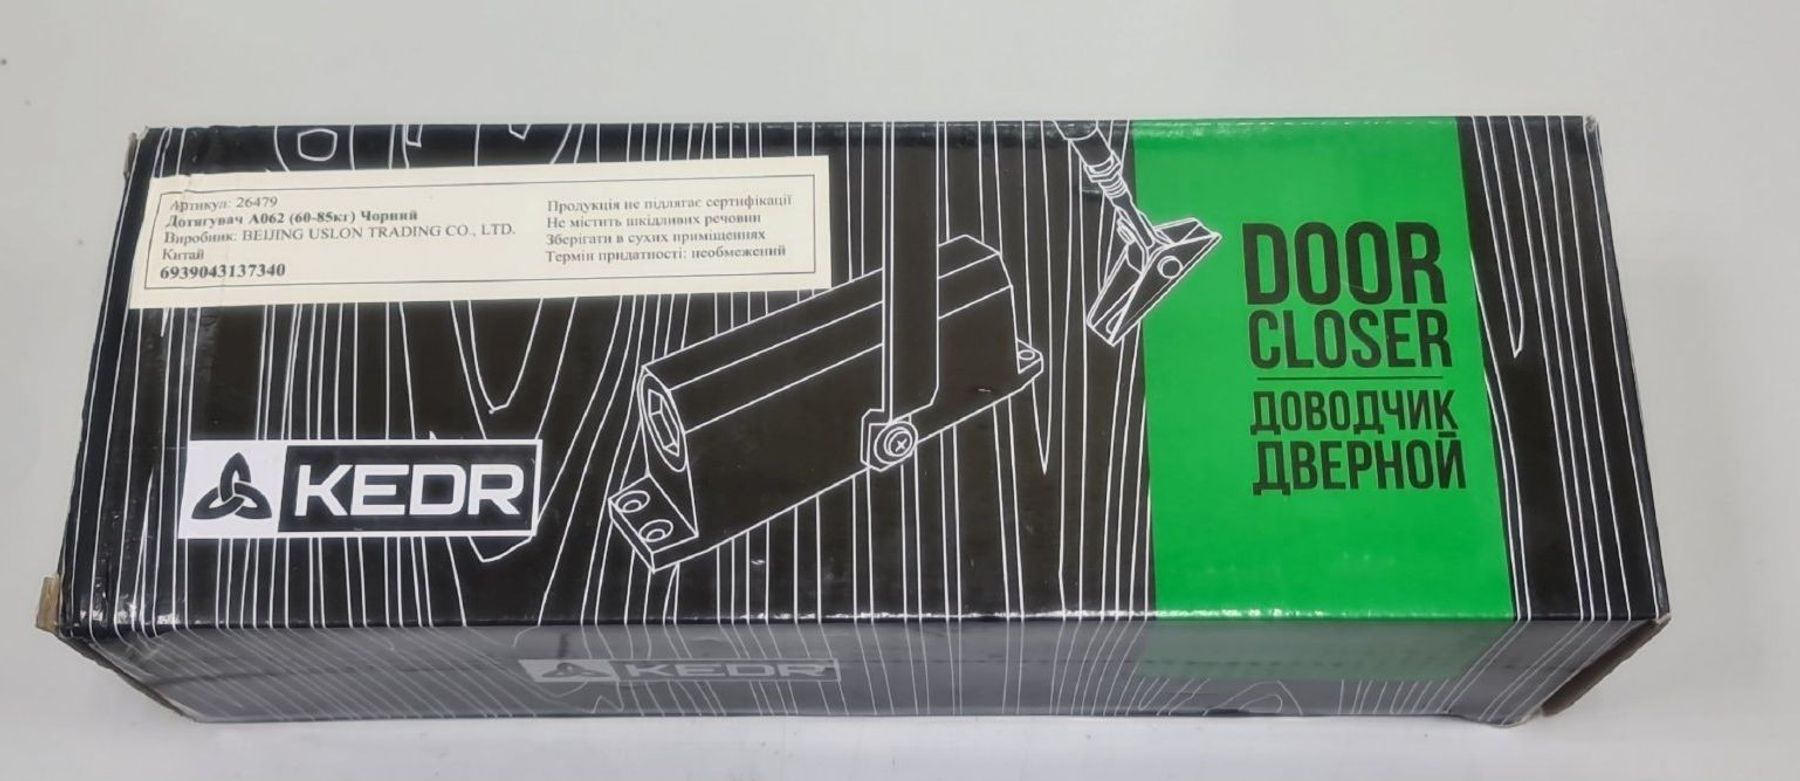 Артикул: 26479
Дотягувач А062 (60-85кг) Чорний
Виробник: BEIJING USLON TRADING CO., LTD.
Китай
6939043137340
Продукція не підлягає сертифікації
Не містить шкідливих речовин
Зберігати в сухих приміщеннях
Термін придатності: необмежений
KEDR
DOOR
CLOSER
ДОВОДЧИК
ДВЕРНОЙ
KEDR